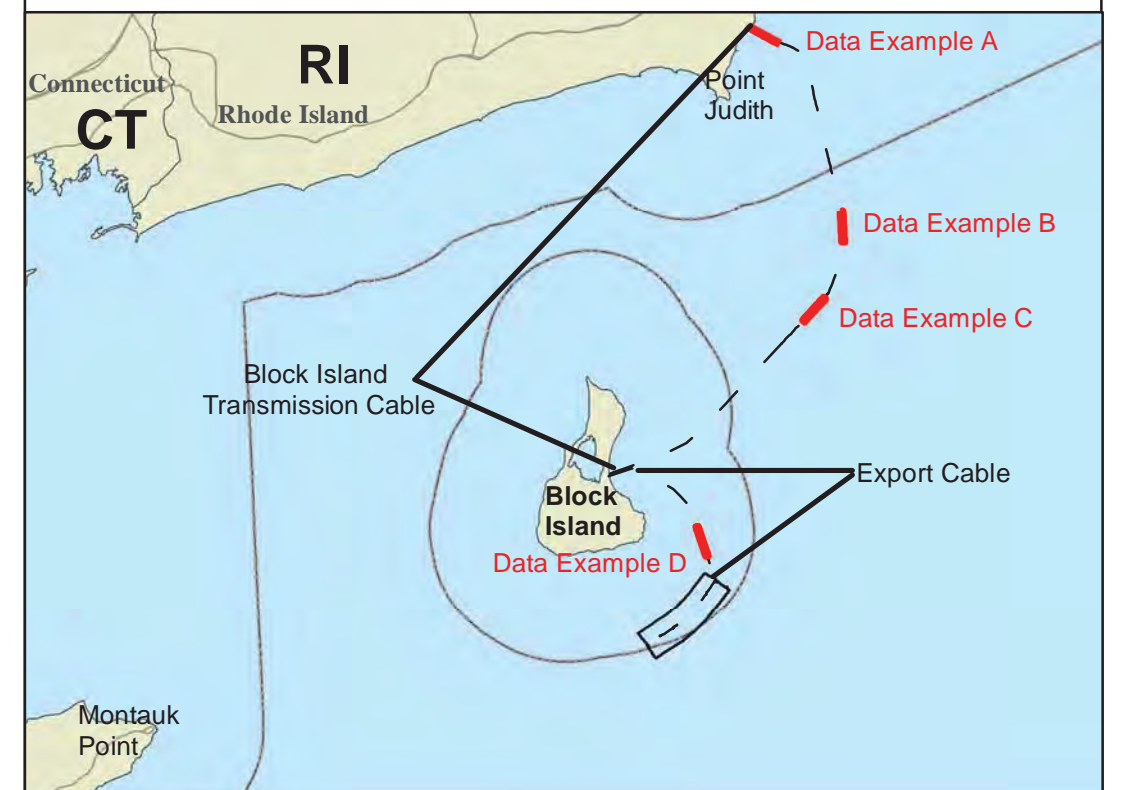 RI
Data Example A
Connecticut
Point
Judith
CT
Rhode Island
Data Example B
Data Example C
Block Island
Transmission Cable
Export Cable
Block
Island
Data Example D
Montauk
Point